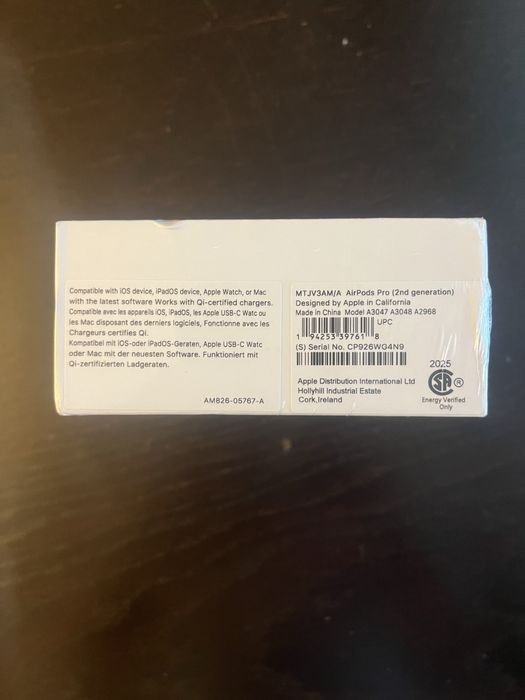 Compatible with iOS device, iPadOS device, Apple Watch, or Mac
with the latest software Works with Qi-certified chargers.
Compatible avec les appareils iOS, iPadOS, les Apple USB-C Watc ou
les Mac disposant des derniers logiciels, Fonctionne avec les
Chargeurs certifies Qi.
Kompatibel mit iOS-oder iPadOS-Geraten, Apple USB-C Watc
oder Mac mit der neuesten Software. Funktioniert mit
Qi-zertifizierten Ladgeraten.
AM826-05767-A
MTJV3AM/A AirPods Pro (2nd generation)
Designed by Apple in California
Made in China Model A3047 A3048 A2968
UPC
1 94253 39761 8
(S) Serial No. CP926WG4N9
Apple Distribution International Ltd
Hollyhill Industrial Estate
Cork,Ireland
2025
SA ®
Energy Verified
Only